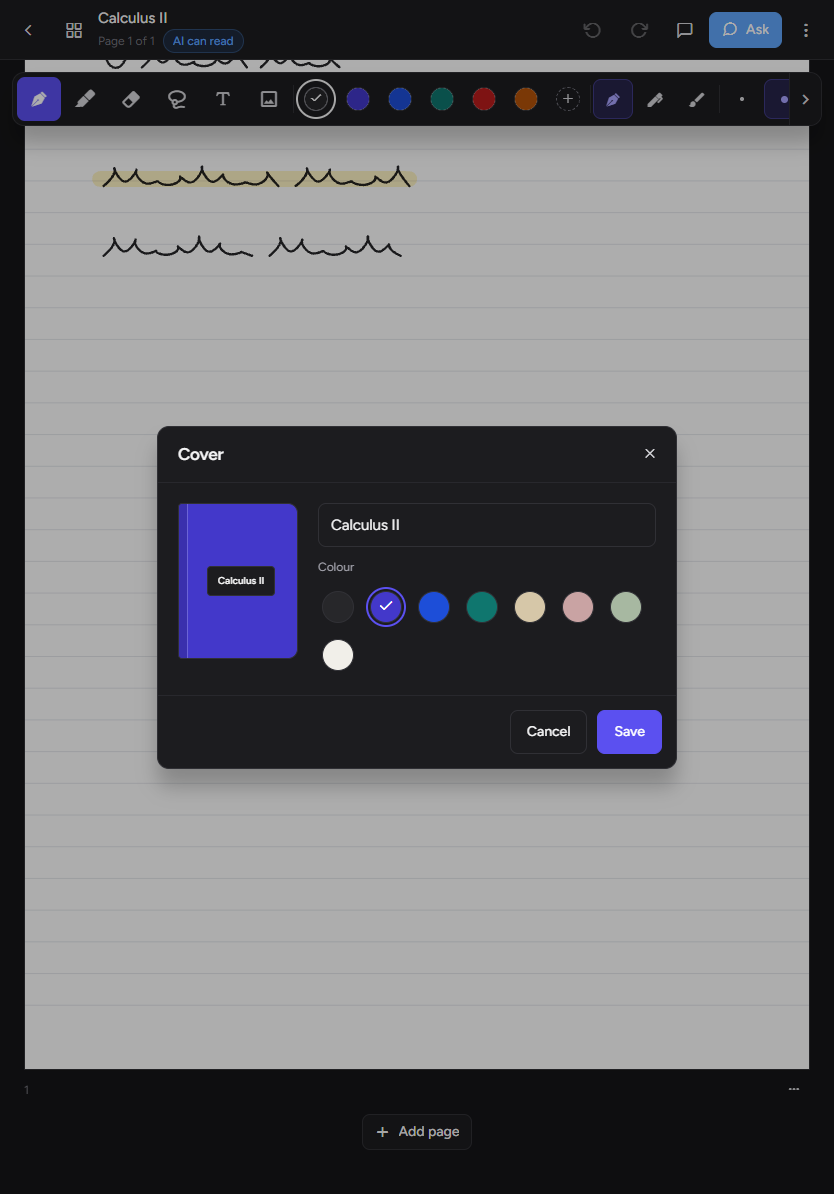 Calculus II
Page 1 of 1 AI can read
Ask
T
Cover
Calculus II
Calculus II
Colour
Cancel Save
1
Add page